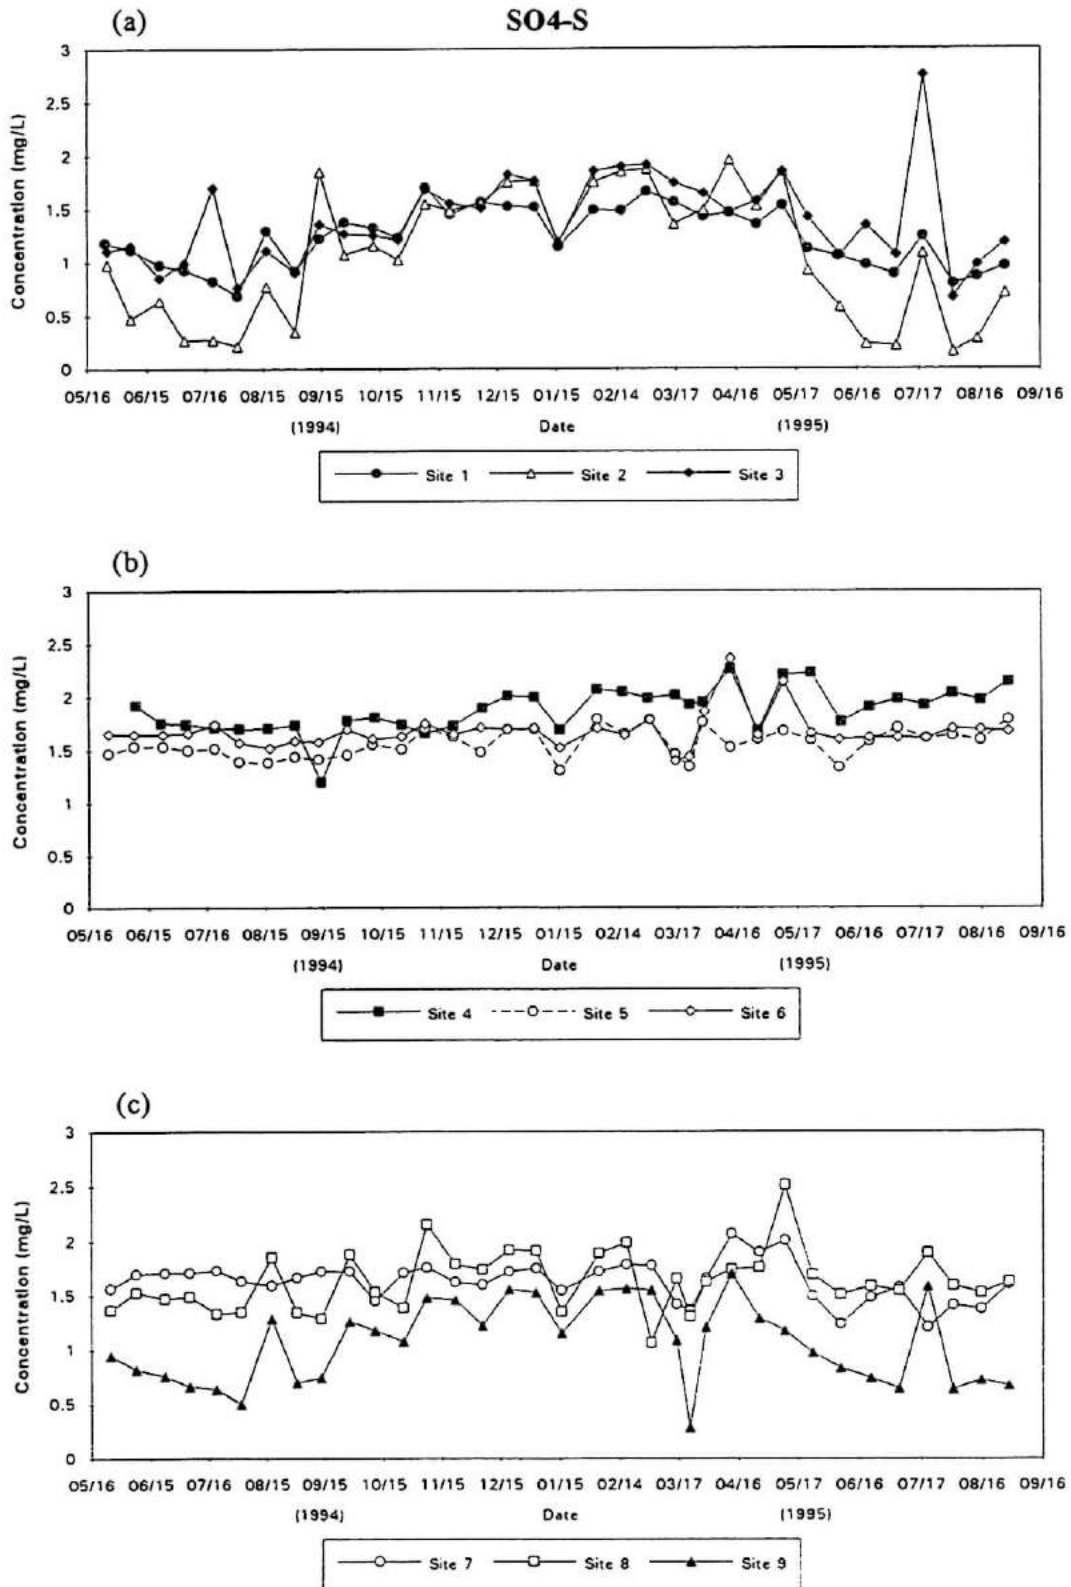 (a) SO4-S
3
2.5
2
1.5
1
0.5
0
Concentration (mg/L)
05/16 06/15 07/16 08/15 09/15 10/15 11/15 12/15 01/15 02/14 03/17 04/16 05/17 06/16 07/17 08/16 09/16
(1994) Date (1995)
Site 1 Site 2 Site 3
(b)
3
2.5
2
1.5
1
0.5
0
Concentration (mg/L)
05/16 06/15 07/16 08/15 09/15 10/15 11/15 12/15 01/15 02/14 03/17 04/16 05/17 06/16 07/17 08/16 09/16
(1994) Date (1995)
Site 4 Site 5 Site 6
(c)
3
2.5
2
1.5
1
0.5
0
Concentration (mg/L)
05/16 06/15 07/16 08/15 09/15 10/15 11/15 12/15 01/15 02/14 03/17 04/16 05/17 06/16 07/17 08/16 09/16
(1994) Date (1995)
Site 7 Site 8 Site 9